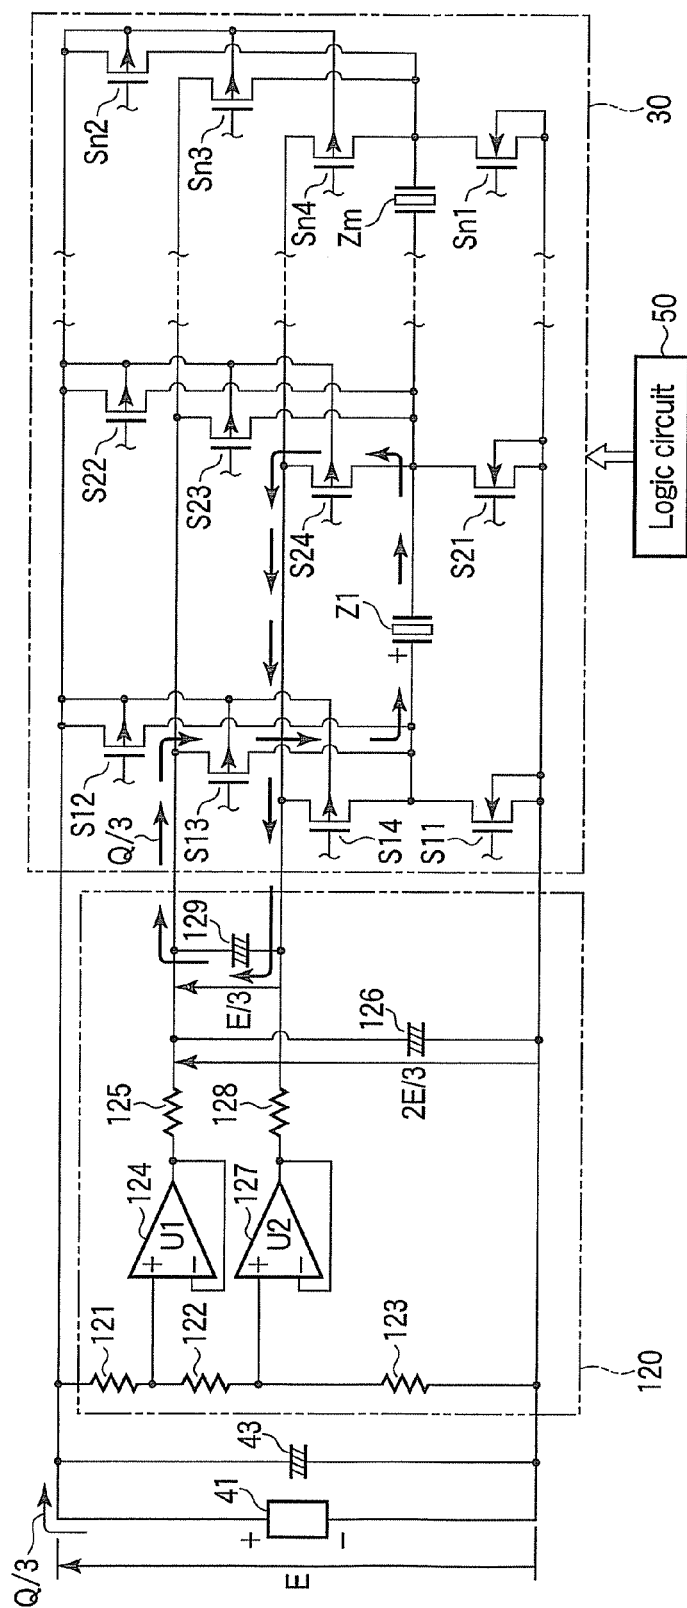 Q/3
E
+
−
41
43
121
122
123
124
U1
+
−
125
127
U2
+
−
128
2E/3
126
E/3
129
120
Q/3
S12
S13
S14
S11
+
Z1
S22
S23
S24
S21
Sn2
Sn3
Sn4
Zm
Sn1
30
50
Logic circuit